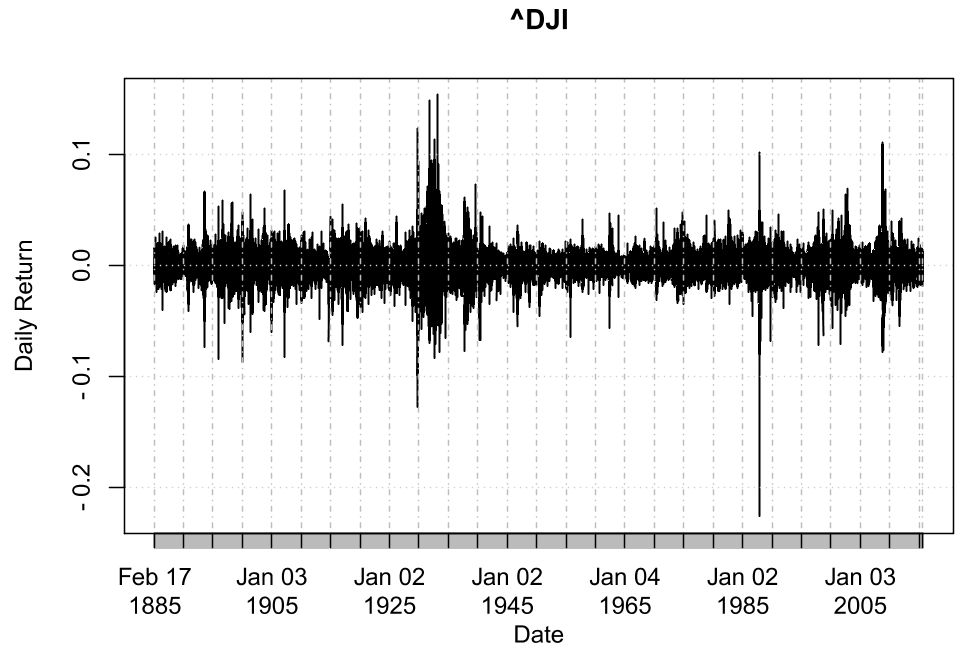 ^DJI
Daily Return
0.1
0.0
- 0.1
- 0.2
Feb 17 Jan 03 Jan 02 Jan 02 Jan 04 Jan 02 Jan 03
1885 1905 1925 1945 1965 1985 2005
Date